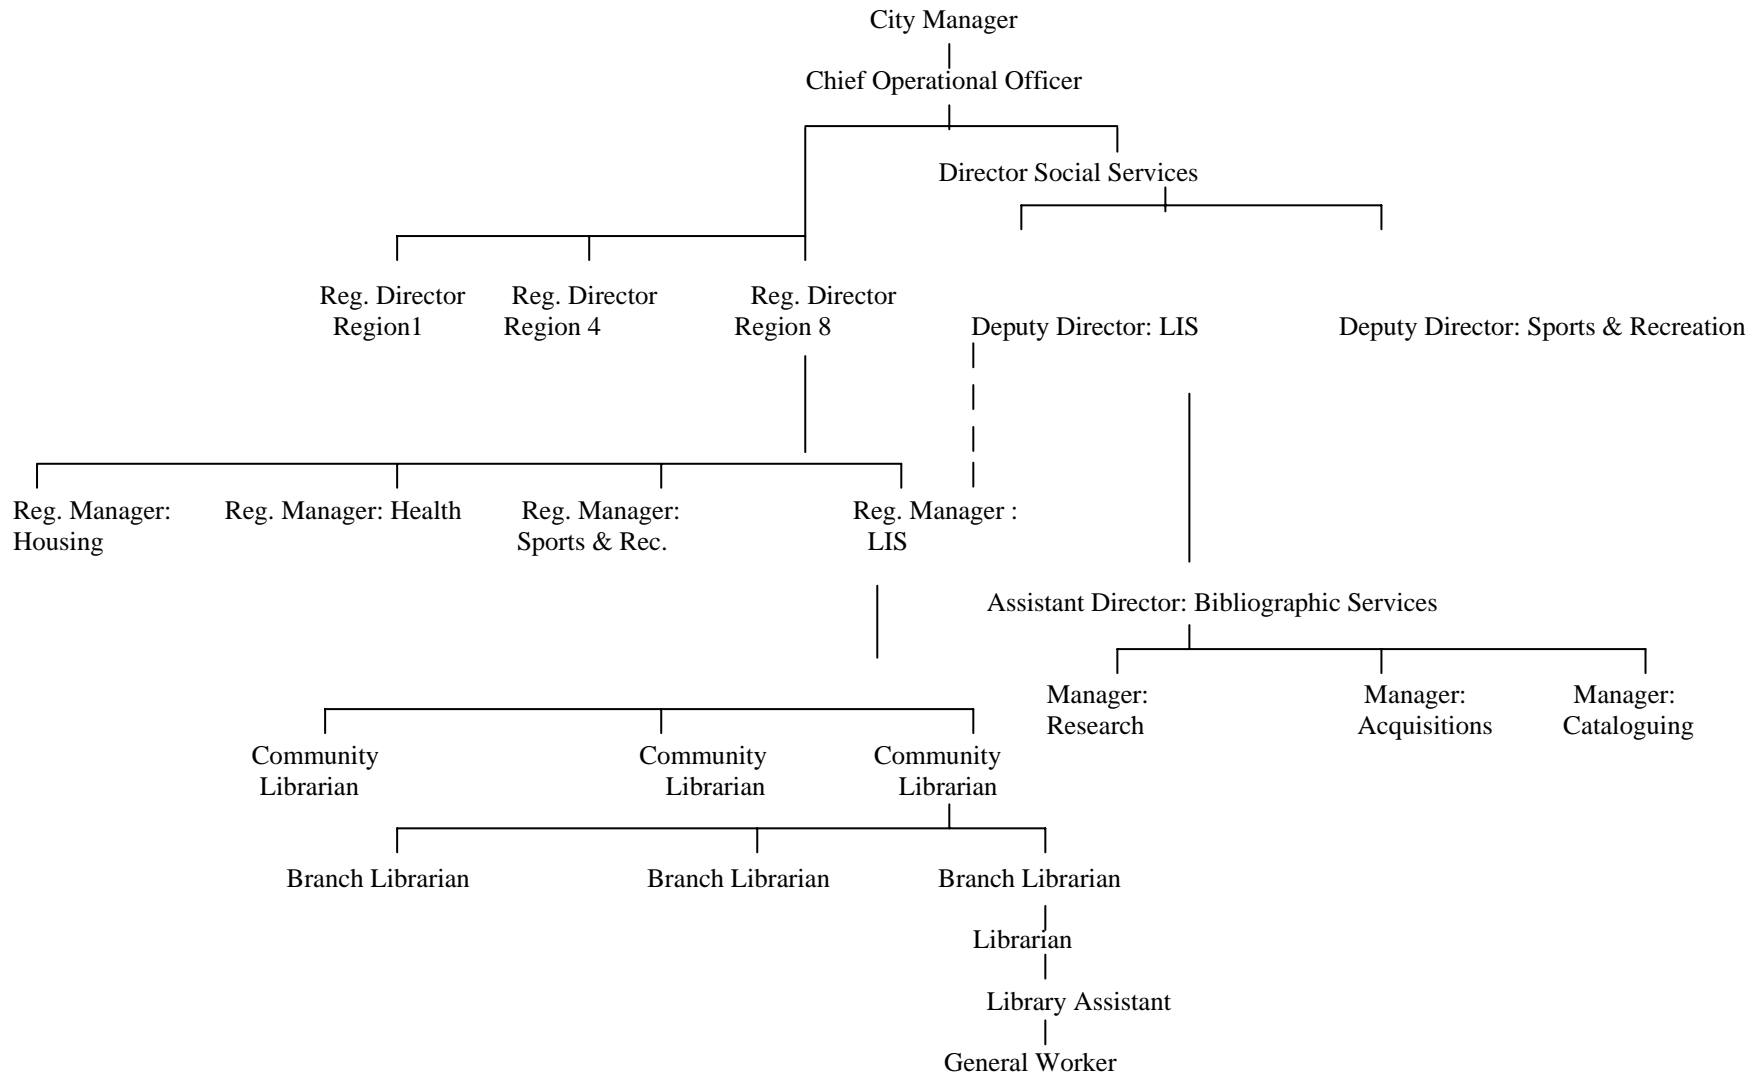 City Manager
Chief Operational Officer
Director Social Services
Reg. Director Reg. Director Reg. Director
Region1 Region 4 Region 8 Deputy Director: LIS Deputy Director: Sports & Recreation
Reg. Manager: Reg. Manager: Health Reg. Manager: Reg. Manager :
Housing Sports & Rec. LIS
Assistant Director: Bibliographic Services
Manager: Manager: Manager:
Research Acquisitions Cataloguing
Community Community Community
Librarian Librarian Librarian
Branch Librarian Branch Librarian Branch Librarian
Librarian
Library Assistant
General Worker